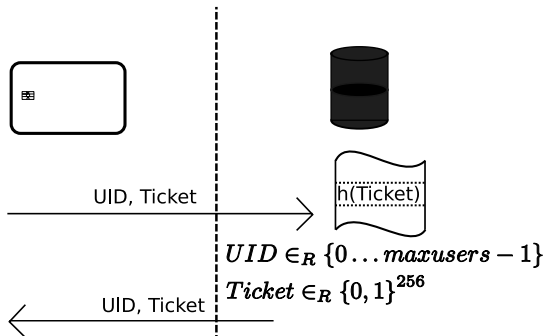 UID, Ticket
h(Ticket)
UID ∈_R {0...maxusers − 1}
Ticket ∈_R {0,1}^256
UID, Ticket